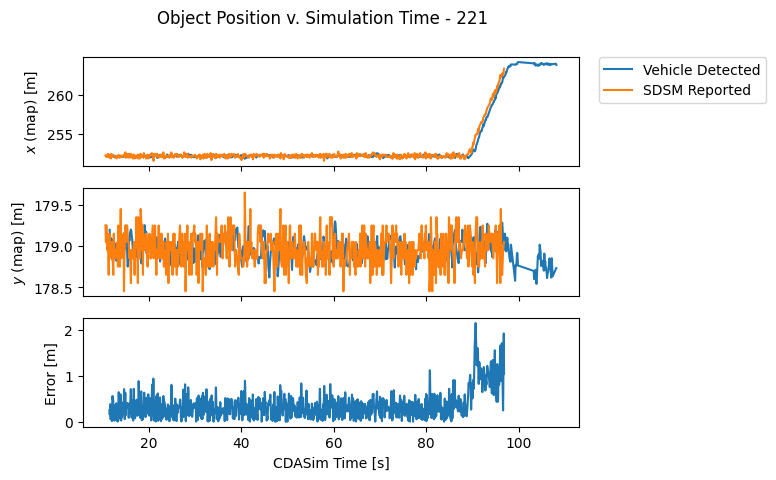 Object Position v. Simulation Time - 221
x (map) [m]
260
255
Vehicle Detected
SDSM Reported
y (map) [m]
179.5
179.0
178.5
Error [m]
2
1
0
20 40 60 80 100
CDASim Time [s]